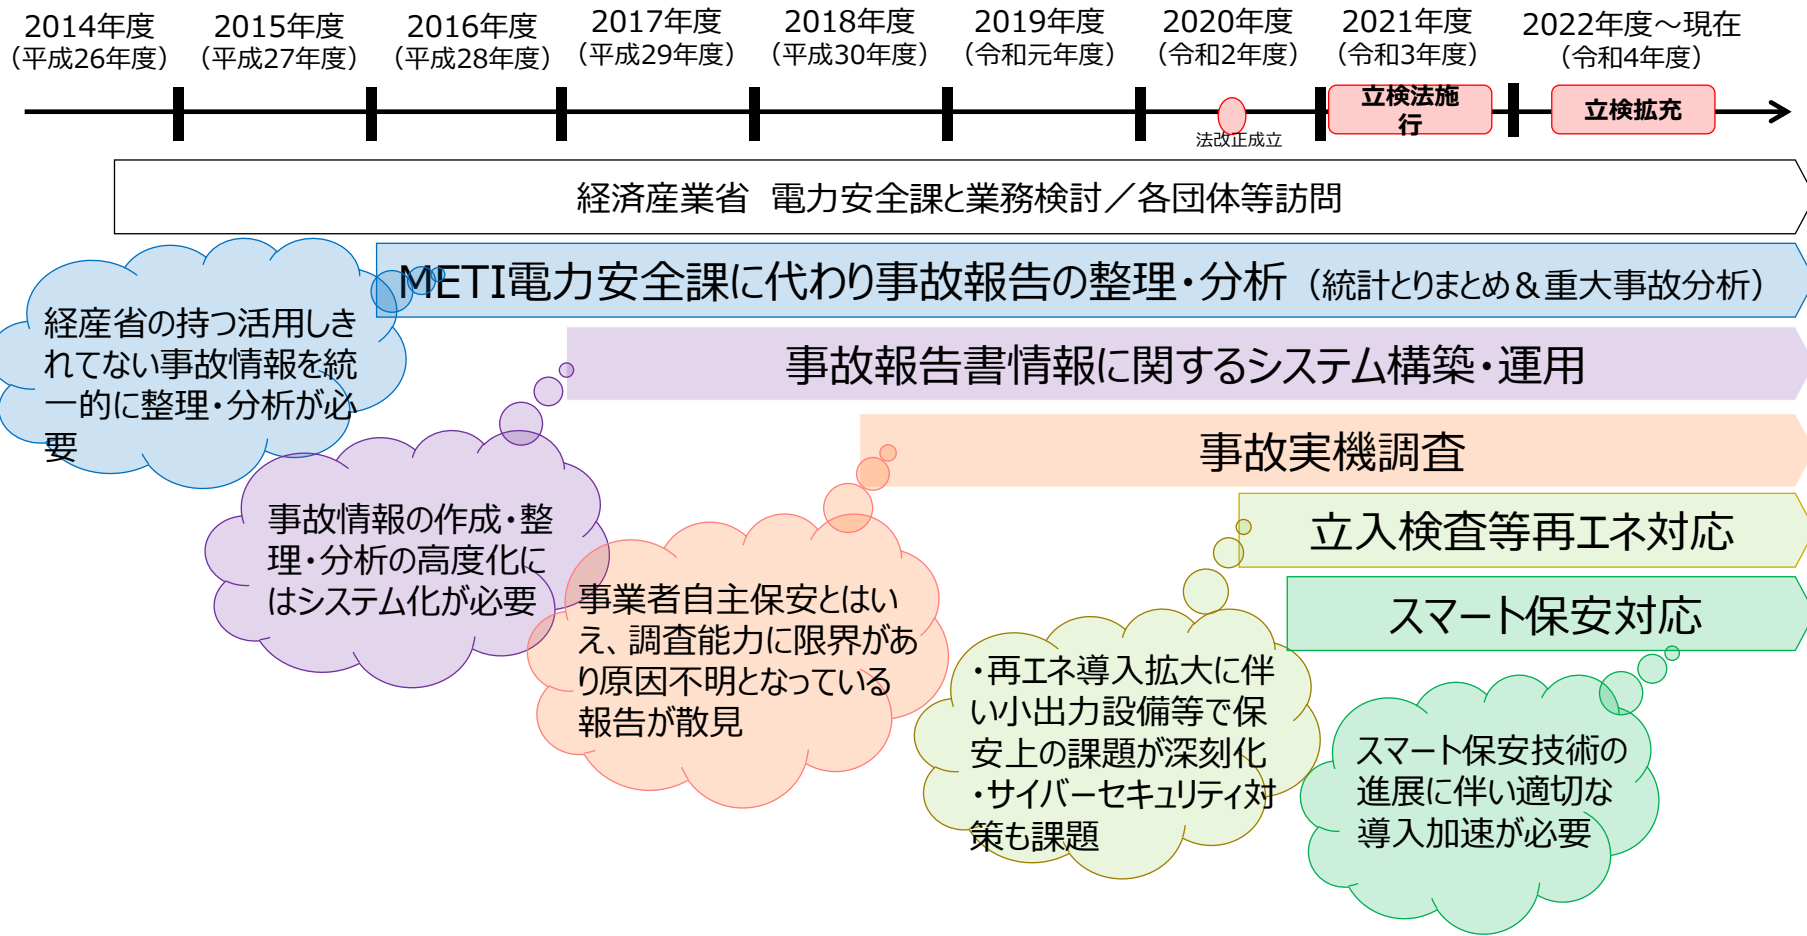 2014年度
（平成26年度）
2015年度
（平成27年度）
2016年度
（平成28年度）
2017年度
（平成29年度）
2018年度
（平成30年度）
2019年度
（令和元年度）
2020年度
（令和2年度）
2021年度
（令和3年度）
2022年度～現在
（令和4年度）
法改正成立
立検法施
行
立検拡充
経済産業省　電力安全課と業務検討／各団体等訪問
METI電力安全課に代わり事故報告の整理・分析（統計とりまとめ＆重大事故分析）
経産省の持つ活用しき
れてない事故情報を統
一的に整理・分析が必
要
事故報告書情報に関するシステム構築・運用
事故情報の作成・整
理・分析の高度化に
はシステム化が必要
事故実機調査
事業者自主保安とはい
え、調査能力に限界があ
り原因不明となっている
報告が散見
立入検査等再エネ対応
・再エネ導入拡大に伴
い小出力設備等で保
安上の課題が深刻化
・サイバーセキュリティ対
策も課題
スマート保安対応
スマート保安技術の
進展に伴い適切な
導入加速が必要